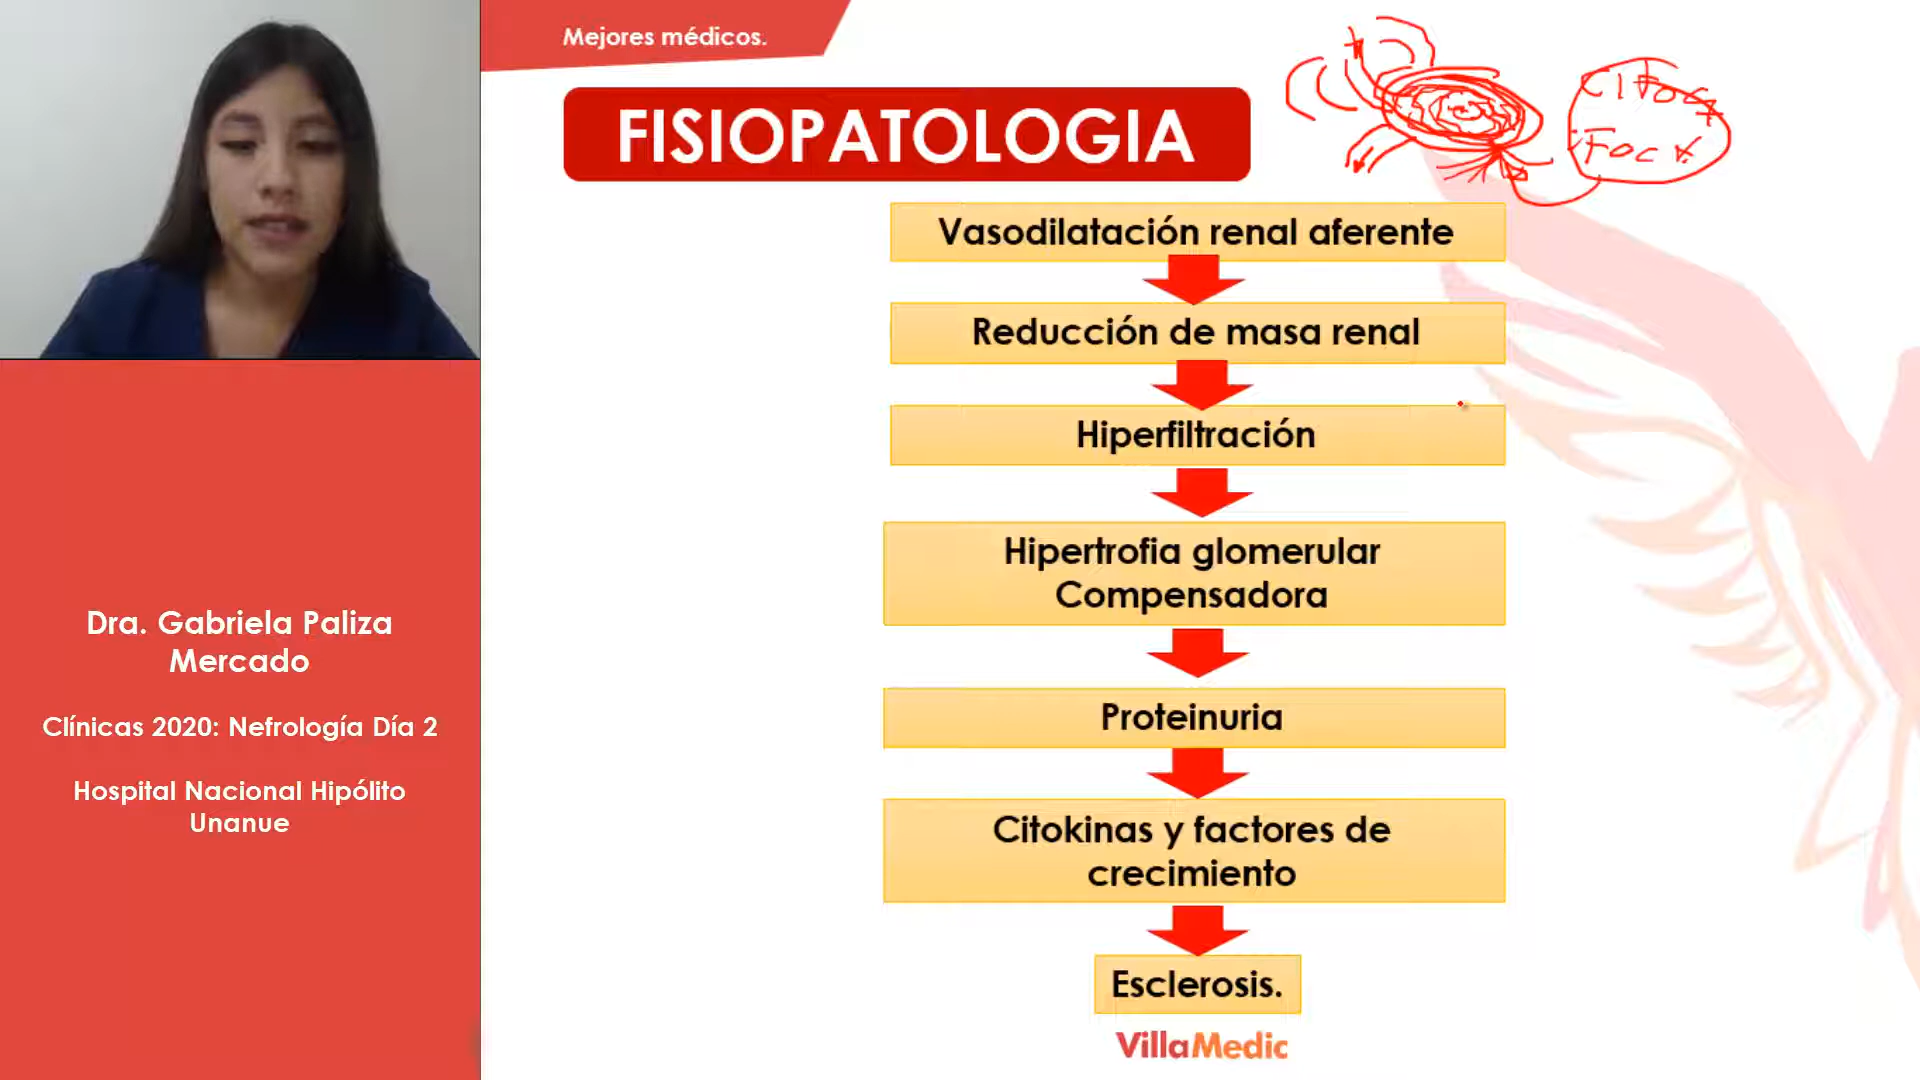 Mejores médicos.
FISIOPATOLOGIA
Vasodilatación renal aferente
Reducción de masa renal
Hiperfiltración
Hipertrofia glomerular
Compensadora
Proteinuria
Citokinas y factores de
crecimiento
Esclerosis.
VillaMedic
Dra. Gabriela Paliza
Mercado
Clínicas 2020: Nefrología Día 2
Hospital Nacional Hipólito
Unanue